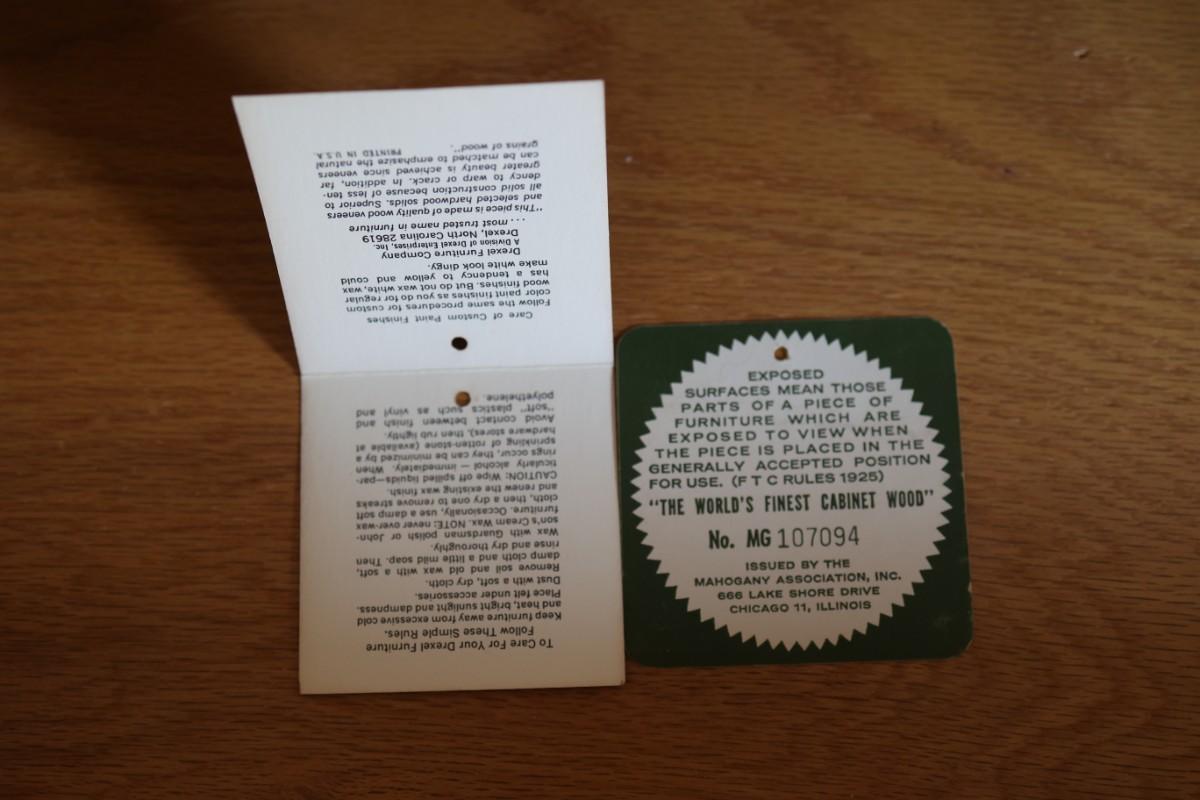 To Care For Your Drexel Furniture
Follow These Simple Rules.
Keep furniture away from excessive cold
and heat, bright sunlight and dampness.
Place felt under accessories.
Dust with a soft, dry cloth.
Remove soil and old wax with a soft,
damp cloth and a little mild soap. Then
rinse and dry thoroughly.
Wax with Guardsman polish or John-
son's Cream Wax. NOTE: never over-wax
furniture. Occasionally, use a damp soft
cloth, then a dry one to remove streaks
and renew the existing wax finish.
CAUTION: Wipe off spilled liquids—par-
ticularly alcohol — immediately. When
rings occur, they can be minimized by a
sprinkling of rotten-stone (available at
hardware stores), then rub lightly.
Avoid contact between finish and
"soft" plastics such as vinyl and
polyethylene.
Care of Custom Paint Finishes
Follow the same procedures for custom
color paint finishes as you do for regular
wood finishes. But do not wax white, wax
has a tendency to yellow and could
make white look dingy.
Drexel Furniture Company
A Division of Drexel Enterprises, Inc.
Drexel, North Carolina 28619
... most trusted name in furniture
"This piece is made of quality wood veneers
and selected hardwood solids. Superior to
all solid construction because of less ten-
dency to warp or crack. In addition, far
greater beauty is achieved since veneers
can be matched to emphasize the natural
grains of wood".
PRINTED IN U.S.A.
EXPOSED
SURFACES MEAN THOSE
PARTS OF A PIECE OF
FURNITURE WHICH ARE
EXPOSED TO VIEW WHEN
THE PIECE IS PLACED IN THE
GENERALLY ACCEPTED POSITION
FOR USE. (F T C RULES 1925)
"THE WORLD'S FINEST CABINET WOOD"
No. MG 107094
ISSUED BY THE
MAHOGANY ASSOCIATION, INC.
666 LAKE SHORE DRIVE
CHICAGO 11, ILLINOIS